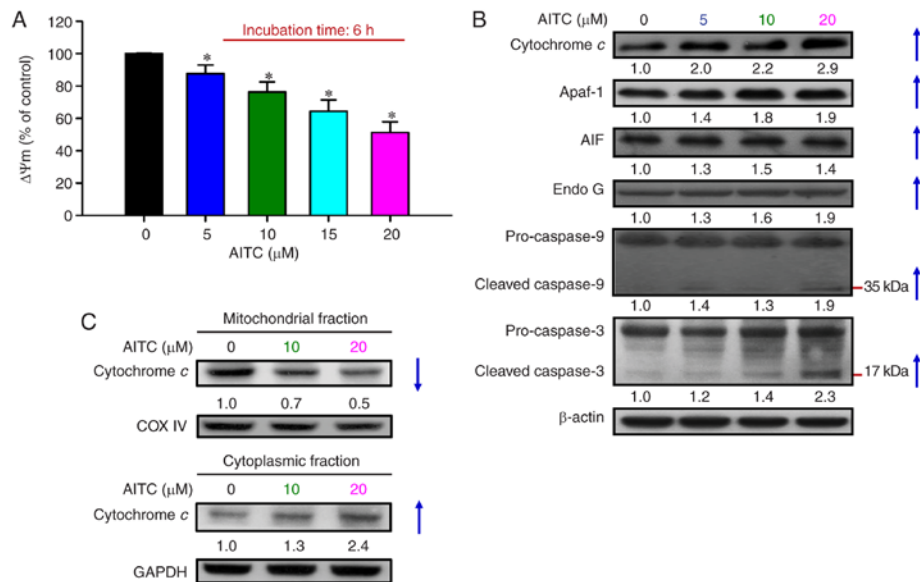 A
Incubation time: 6 h
ΔΨm (% of control)
120
100
80
60
40
20
0
* * * *
0 5 10 15 20
AITC (μM)
B
AITC (μM) 0 5 10 20
Cytochrome c
1.0 2.0 2.2 2.9
Apaf-1
1.0 1.4 1.8 1.9
AIF
1.0 1.3 1.5 1.4
Endo G
1.0 1.3 1.6 1.9
Pro-caspase-9
Cleaved caspase-9 35 kDa
1.0 1.4 1.3 1.9
Pro-caspase-3
Cleaved caspase-3 17 kDa
1.0 1.2 1.4 2.3
β-actin
C
Mitochondrial fraction
AITC (μM) 0 10 20
Cytochrome c
1.0 0.7 0.5
COX IV
Cytoplasmic fraction
AITC (μM) 0 10 20
Cytochrome c
1.0 1.3 2.4
GAPDH